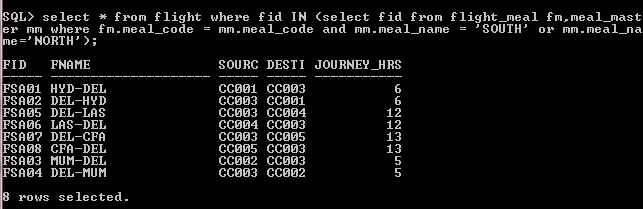 SQL> select * from flight where fid IN (select fid from flight_meal fm,meal_mast
er mm where fm.meal_code = mm.meal_code and mm.meal_name = 'SOUTH' or mm.meal_na
me='NORTH');
FID FNAME SOURC DESTI JOURNEY_HRS
----- -------------------- ----- ----- -----------
FSA01 HYD-DEL CC001 CC003 6
FSA02 DEL-HYD CC003 CC001 6
FSA05 DEL-LAS CC003 CC004 12
FSA06 LAS-DEL CC004 CC003 12
FSA07 DEL-CFA CC003 CC005 13
FSA08 CFA-DEL CC005 CC003 13
FSA03 MUM-DEL CC002 CC003 5
FSA04 DEL-MUM CC003 CC002 5
8 rows selected.